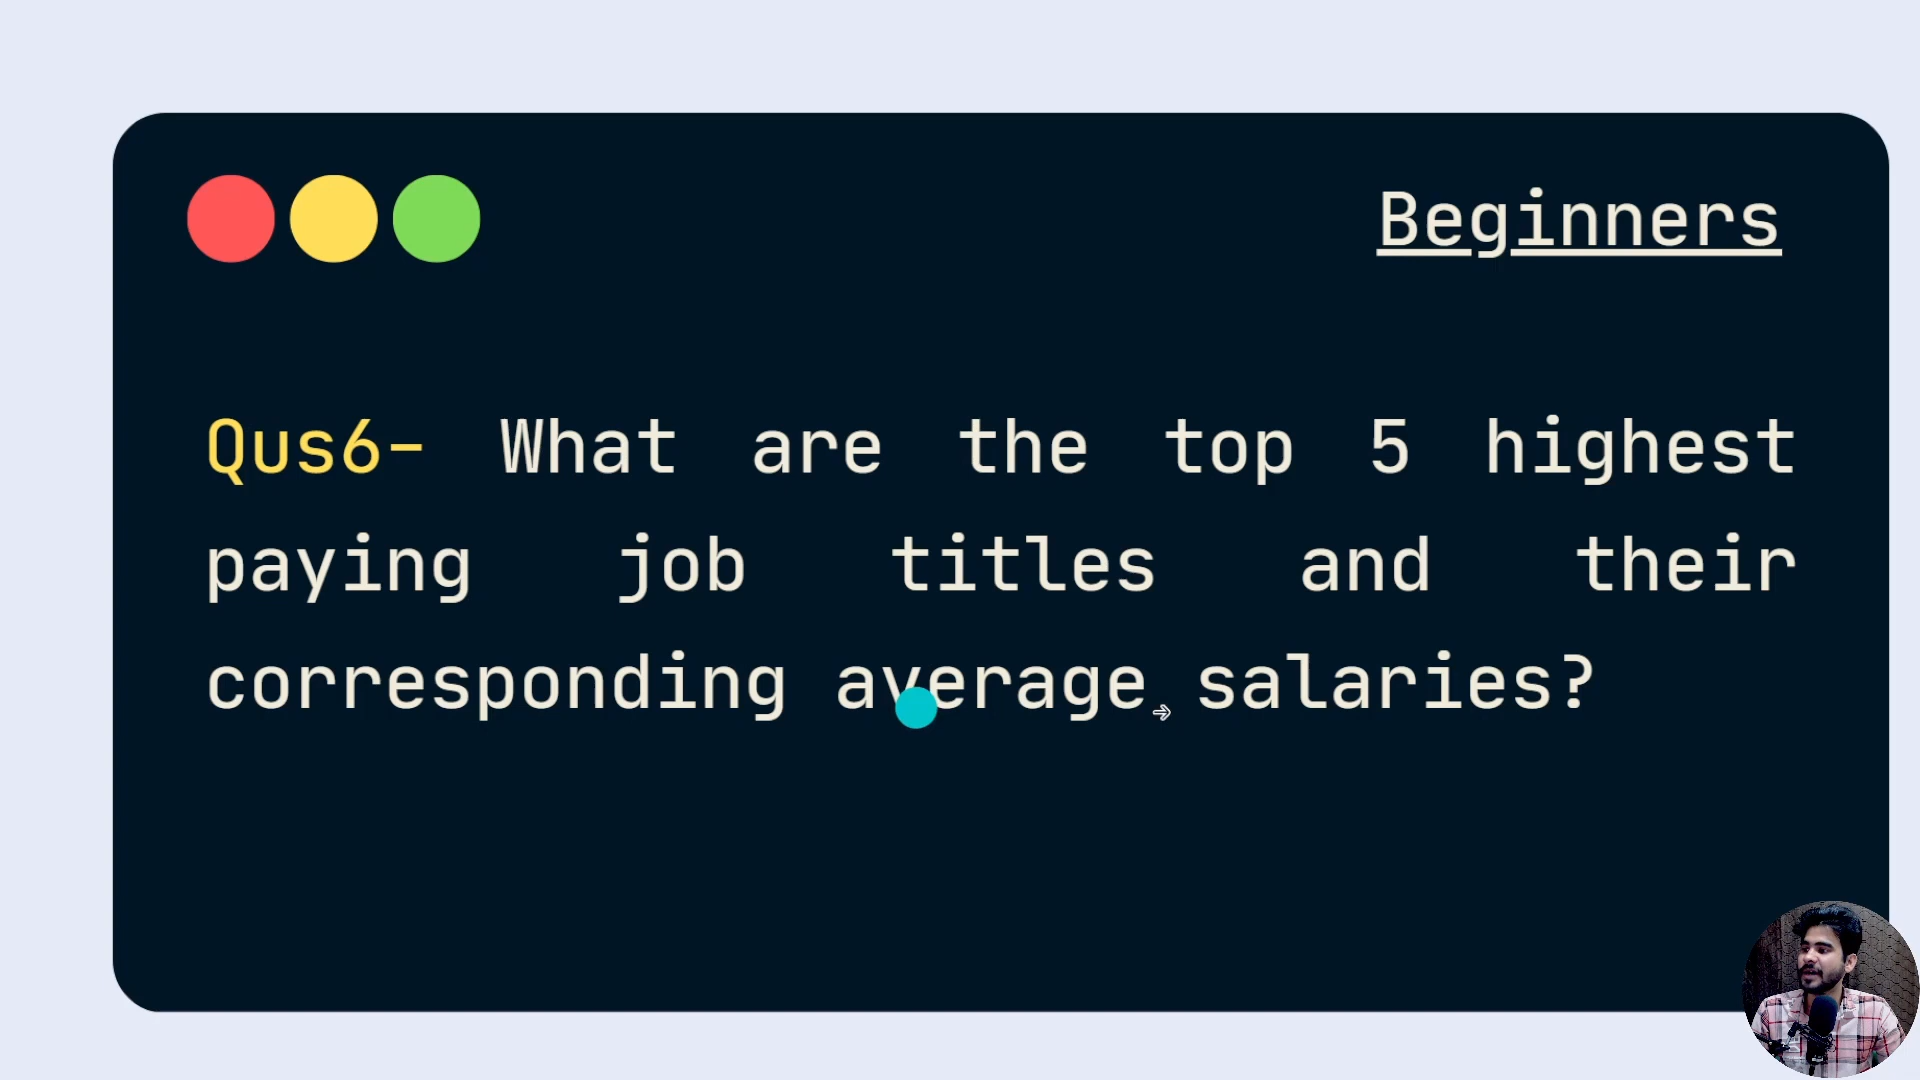 Beginners
Qus6- What are the top 5 highest
paying job titles and their
corresponding average salaries?